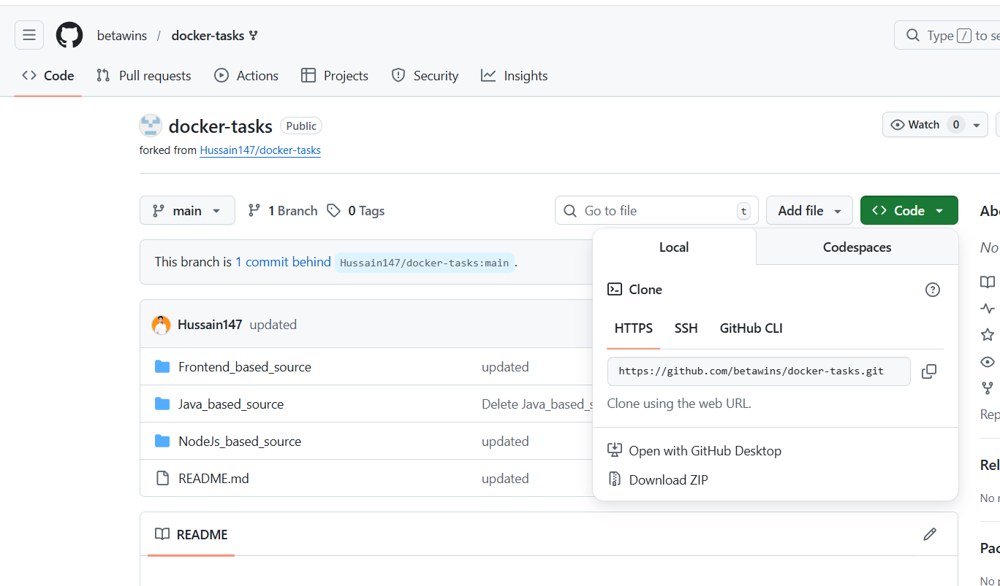 betawins / docker-tasks
Type / to se
Code
Pull requests
Actions
Projects
Security
Insights
docker-tasks Public
Watch 0
forked from Hussain147/docker-tasks
main
1 Branch
0 Tags
Go to file t
Add file
Code
Abo
Local
Codespaces
No
This branch is 1 commit behind Hussain147/docker-tasks:main .
Clone
Hussain147 updated
HTTPS
SSH
GitHub CLI
Frontend_based_source updated
https://github.com/betawins/docker-tasks.git
Java_based_source Delete Java_based_s
Clone using the web URL.
Rep
NodeJs_based_source updated
Open with GitHub Desktop
Rel
README.md updated
Download ZIP
No r
README
Pac
No p